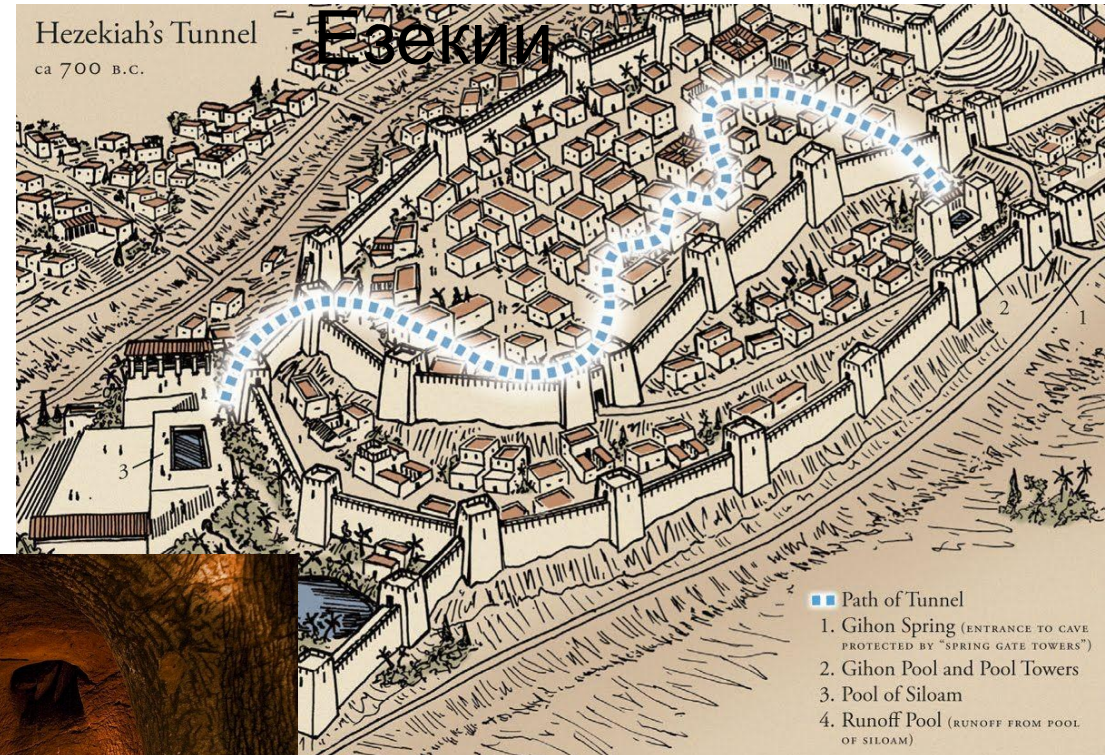 Hezekiah's Tunnel
ca 700 B.C.
Езекии
2
1
3
Path of Tunnel
1. Gihon Spring (ENTRANCE TO CAVE
PROTECTED BY "SPRING GATE TOWERS")
2. Gihon Pool and Pool Towers
3. Pool of Siloam
4. Runoff Pool (RUNOFF FROM POOL
OF SILOAM)